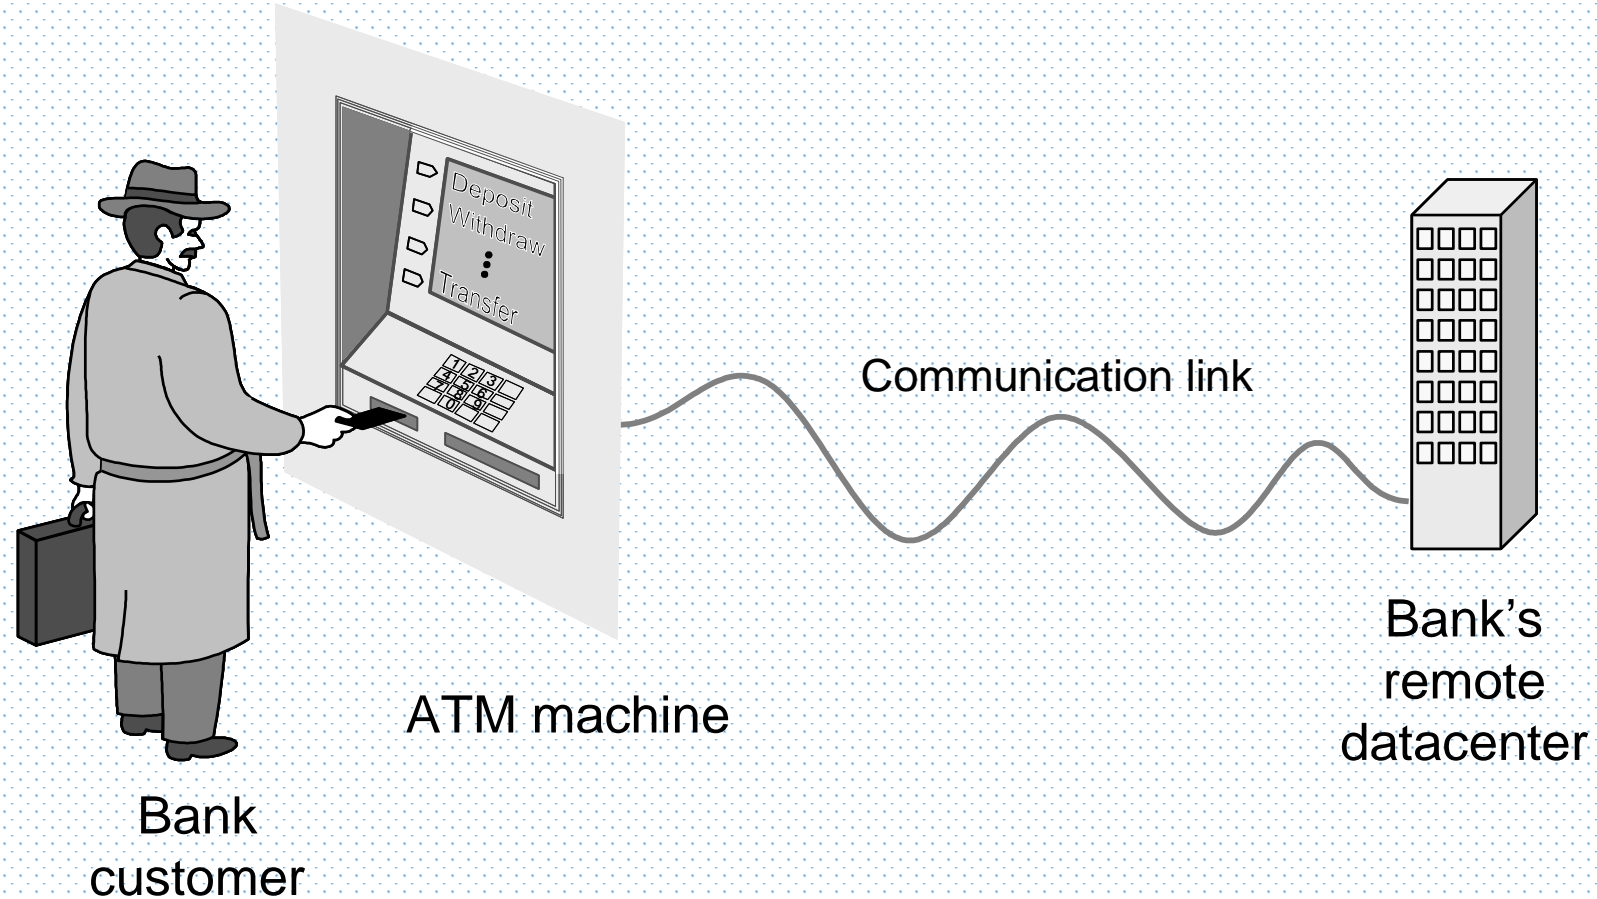 Deposit
Withdraw
Transfer
1 2 3
4 5 6
7 8 9
0
Communication link
Bank’s
remote
datacenter
ATM machine
Bank
customer